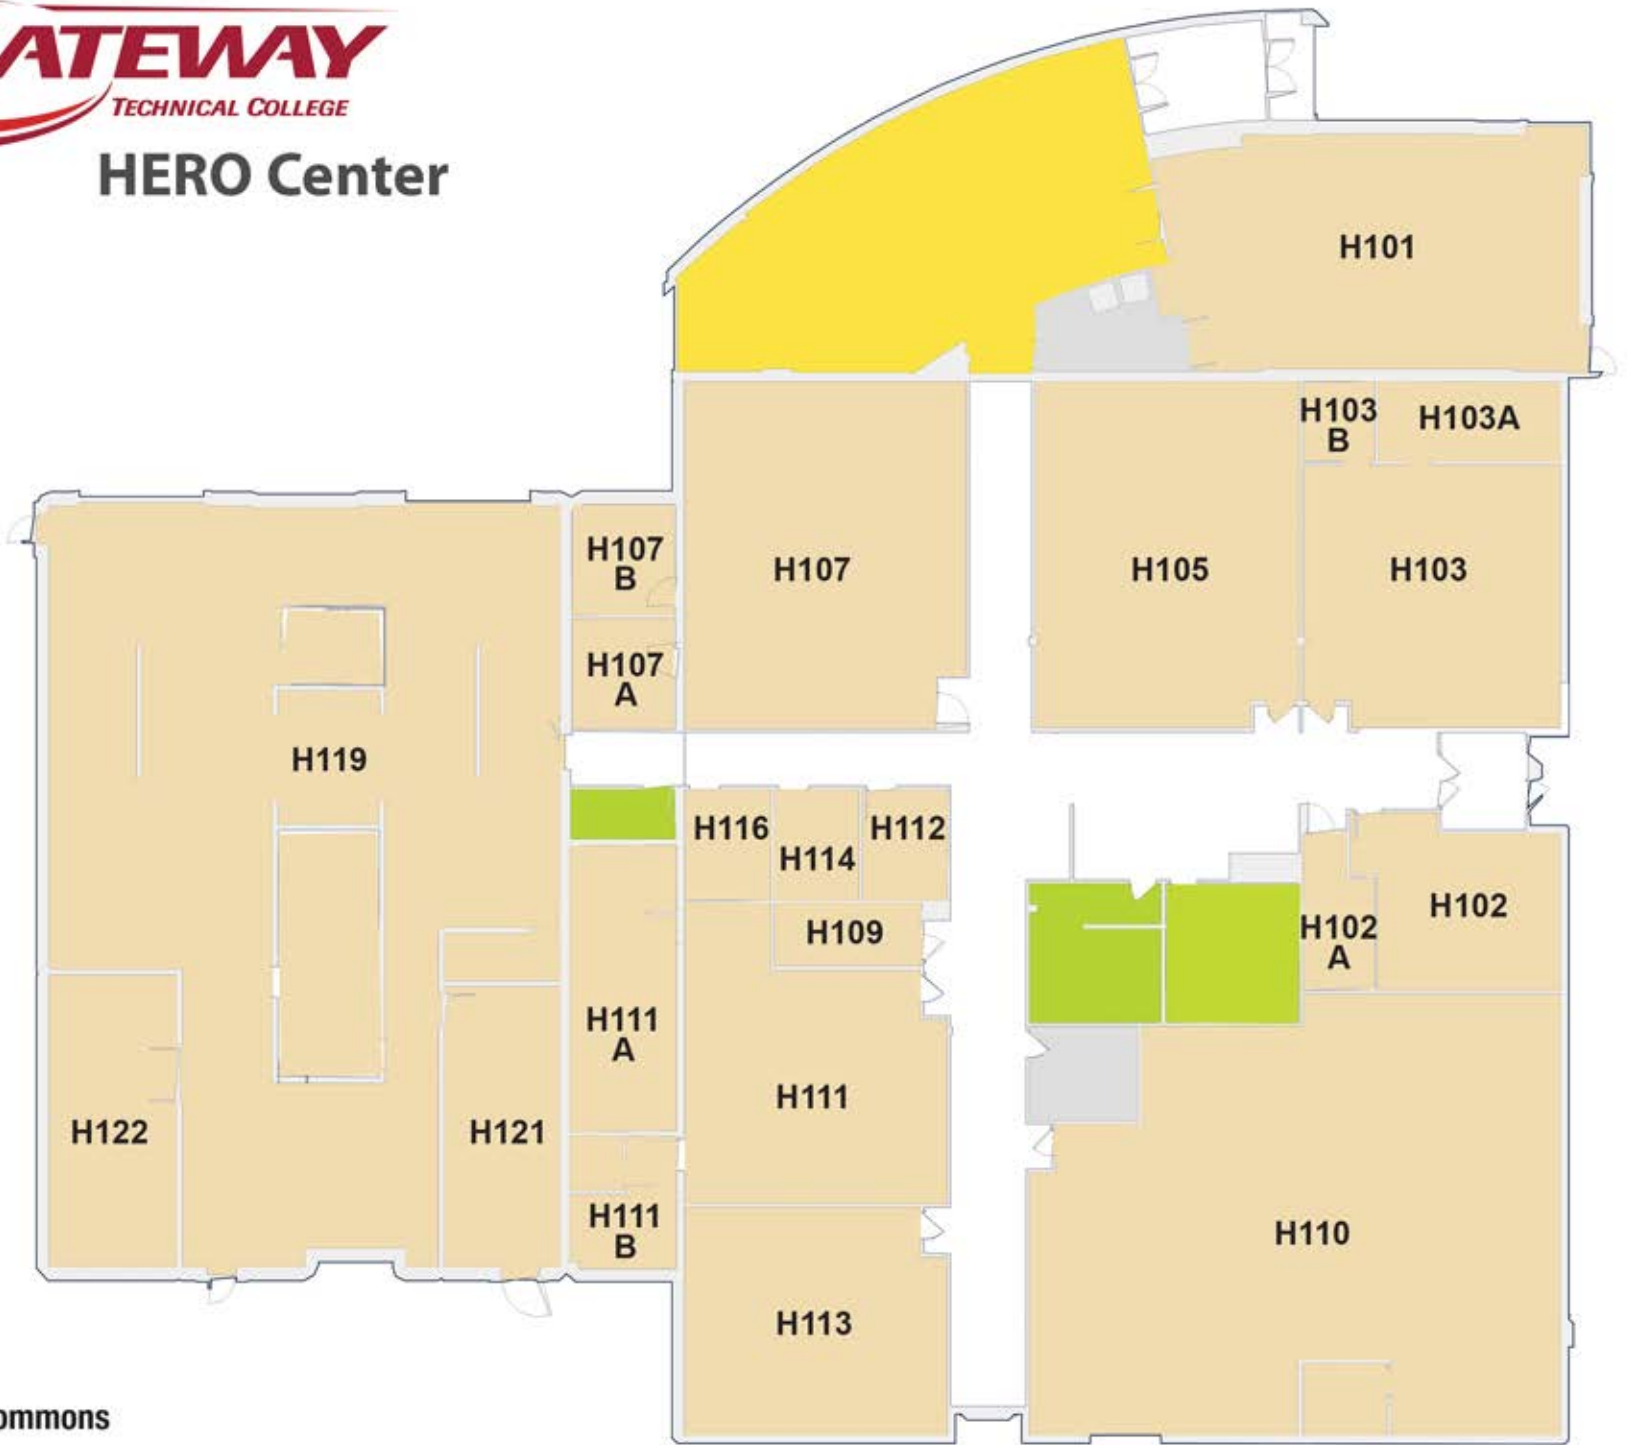 ATEWAY
TECHNICAL COLLEGE
HERO Center
H101
H103
B
H103A
H107
B
H107
H105
H103
H107
A
H119
H116
H114
H112
H109
H102
A
H102
H111
A
H111
H122
H121
H111
B
H110
H113
ommons